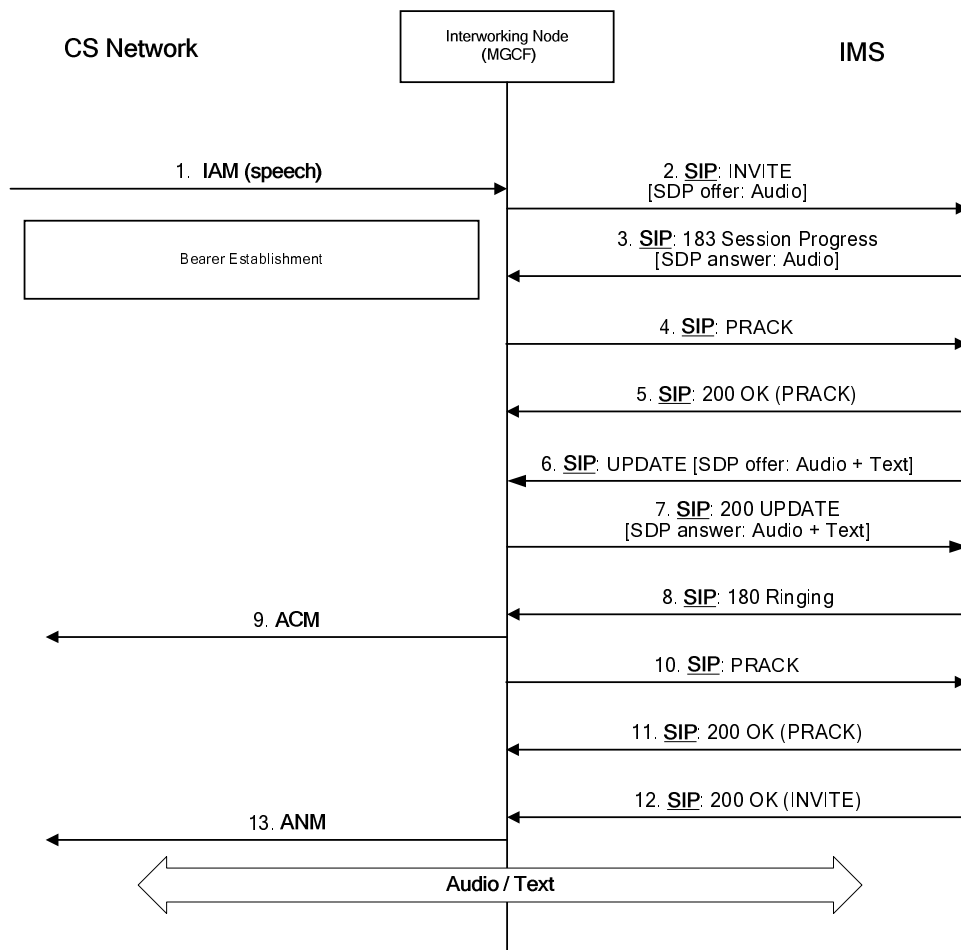 CS Network
Interworking Node
(MGCF)
IMS
1. IAM (speech)
2. SIP: INVITE
[SDP offer: Audio]
Bearer Establishment
3. SIP: 183 Session Progress
[SDP answer: Audio]
4. SIP: PRACK
5. SIP: 200 OK (PRACK)
6. SIP: UPDATE [SDP offer: Audio + Text]
7. SIP: 200 UPDATE
[SDP answer: Audio + Text]
8. SIP: 180 Ringing
9. ACM
10. SIP: PRACK
11. SIP: 200 OK (PRACK)
12. SIP: 200 OK (INVITE)
13. ANM
Audio / Text